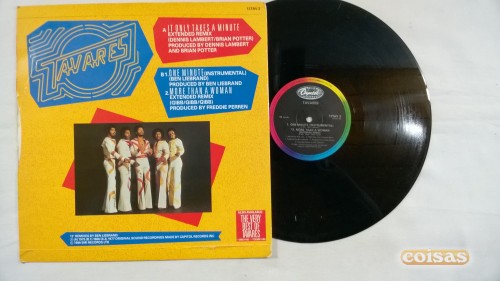 TAVARES
A. IT ONLY TAKES A MINUTE
EXTENDED REMIX
(DENNIS LAMBERT/BRIAN POTTER)
PRODUCED BY DENNIS LAMBERT
AND BRIAN POTTER
B1. ONE MINUTE (INSTRUMENTAL)
(BEN LIEBRAND)
PRODUCED BY BEN LIEBRAND
2. MORE THAN A WOMAN
EXTENDED REMIX
(GIBB/GIBB/GIBB)
PRODUCED BY FREDDIE PERREN
THE VERY
BEST OF
TAVARES
Capitol
TAVARES
coisas